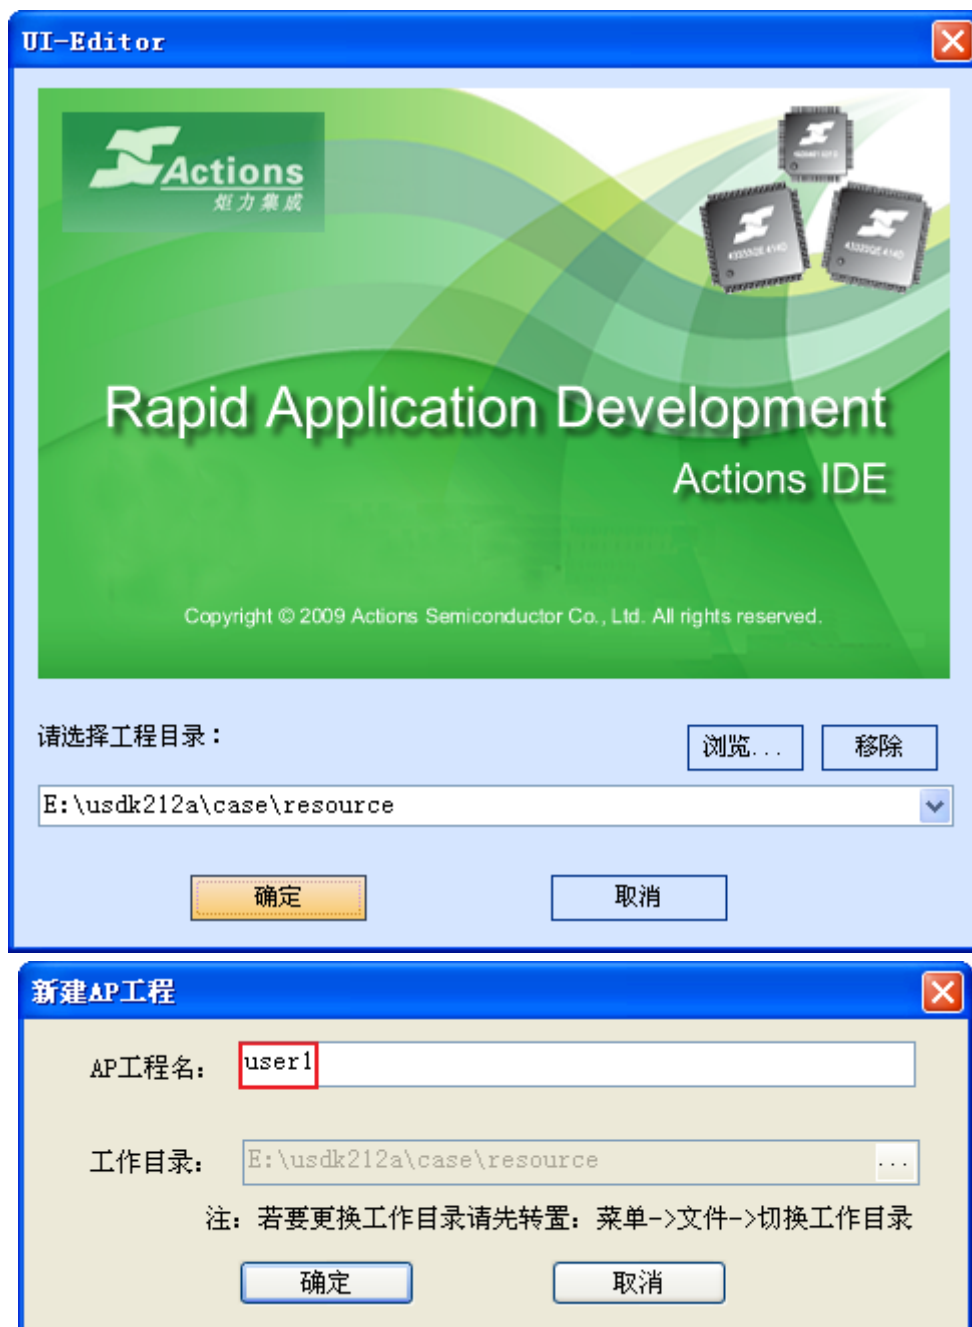 UI-Editor
Actions
炬力集成
Rapid Application Development
Actions IDE
Copyright © 2009 Actions Semiconductor Co., Ltd. All rights reserved.
请选择工程目录：
浏览...
移除
E:\usdk212a\case\resource
确定
取消
新建AP工程
AP工程名：
user1
工作目录：
E:\usdk212a\case\resource
...
注：若要更换工作目录请先转置：菜单->文件->切换工作目录
确定
取消